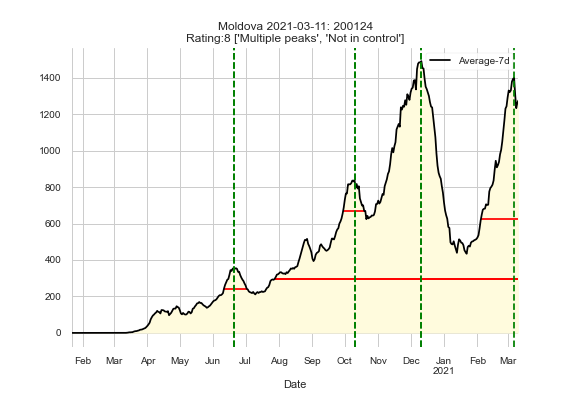 Moldova 2021-03-11: 200124
Rating:8 ['Multiple peaks', 'Not in control']
Average-7d
1400
1200
1000
800
600
400
200
0
Feb Mar Apr May Jun Jul Aug Sep Oct Nov Dec Jan Feb Mar
2021
Date